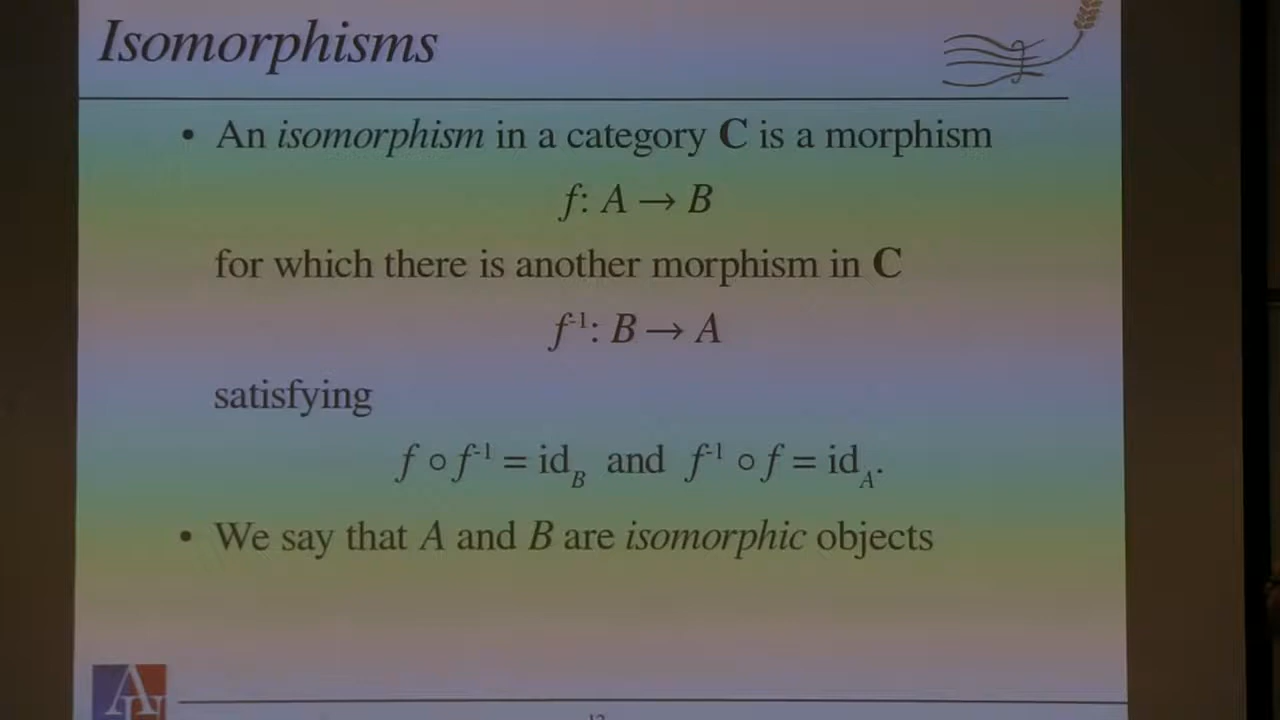 Isomorphisms
• An isomorphism in a category C is a morphism
f: A → B
for which there is another morphism in C
f⁻¹: B → A
satisfying
f ∘ f⁻¹ = id_B and f⁻¹ ∘ f = id_A.
• We say that A and B are isomorphic objects